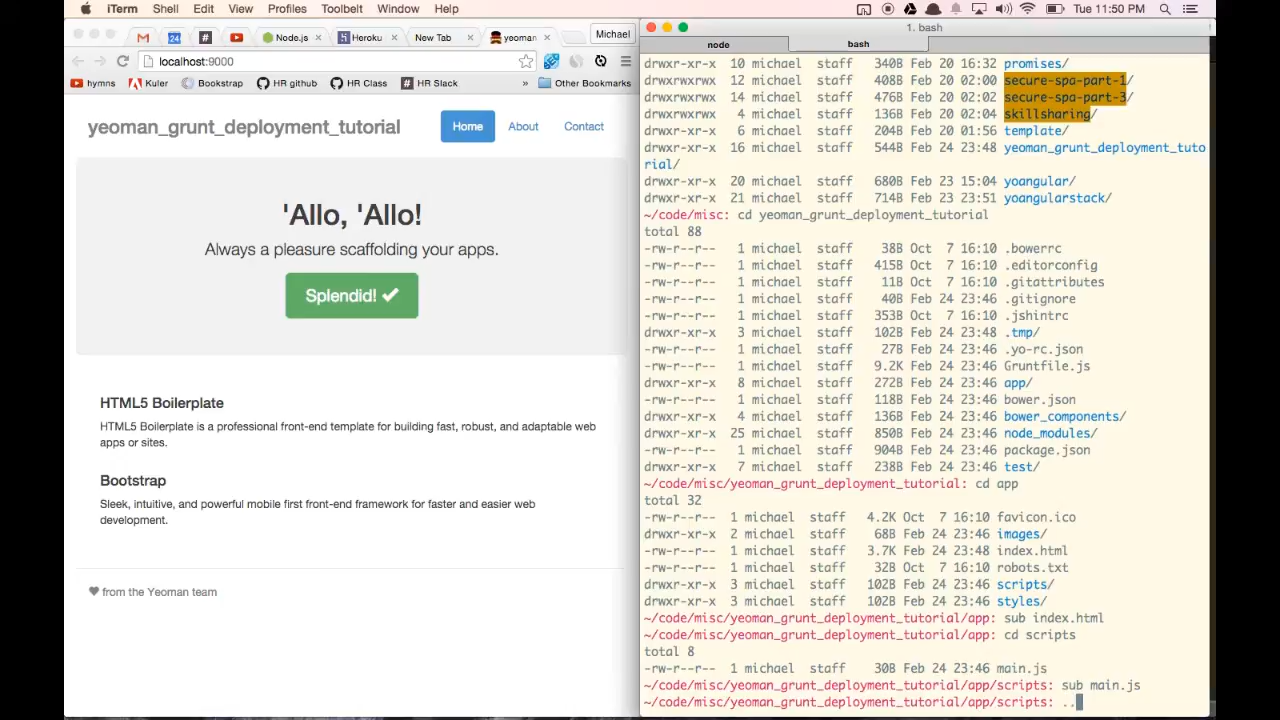 iTerm Shell Edit View Profiles Toolbelt Window Help Tue 11:50 PM
24 # Node.js × Heroku × New Tab × yeoman × Michael
localhost:9000
hymns Kuler Bookstrap HR github HR Class HR Slack » Other Bookmarks
yeoman_grunt_deployment_tutorial Home About Contact
'Allo, 'Allo!
Always a pleasure scaffolding your apps.
Splendid! ✔
HTML5 Boilerplate
HTML5 Boilerplate is a professional front-end template for building fast, robust, and adaptable web
apps or sites.
Bootstrap
Sleek, intuitive, and powerful mobile first front-end framework for faster and easier web
development.
♥ from the Yeoman team
1. bash
node bash
drwxr-xr-x 10 michael staff 340B Feb 20 16:32 promises/
drwxrwxrwx 12 michael staff 408B Feb 20 02:00 secure-spa-part-1/
drwxrwxrwx 14 michael staff 476B Feb 20 02:02 secure-spa-part-3/
drwxrwxrwx 4 michael staff 136B Feb 20 02:04 skillsharing/
drwxr-xr-x 6 michael staff 204B Feb 20 01:56 template/
drwxr-xr-x 16 michael staff 544B Feb 24 23:48 yeoman_grunt_deployment_tuto
rial/
drwxr-xr-x 20 michael staff 680B Feb 23 15:04 yoangular/
drwxr-xr-x 21 michael staff 714B Feb 23 23:51 yoangularstack/
~/code/misc: cd yeoman_grunt_deployment_tutorial
total 88
-rw-r--r-- 1 michael staff 38B Oct 7 16:10 .bowerrc
-rw-r--r-- 1 michael staff 415B Oct 7 16:10 .editorconfig
-rw-r--r-- 1 michael staff 11B Oct 7 16:10 .gitattributes
-rw-r--r-- 1 michael staff 40B Feb 24 23:46 .gitignore
-rw-r--r-- 1 michael staff 353B Oct 7 16:10 .jshintrc
drwxr-xr-x 3 michael staff 102B Feb 24 23:48 .tmp/
-rw-r--r-- 1 michael staff 27B Feb 24 23:46 .yo-rc.json
-rw-r--r-- 1 michael staff 9.2K Feb 24 23:46 Gruntfile.js
drwxr-xr-x 8 michael staff 272B Feb 24 23:46 app/
-rw-r--r-- 1 michael staff 118B Feb 24 23:46 bower.json
drwxr-xr-x 4 michael staff 136B Feb 24 23:46 bower_components/
drwxr-xr-x 25 michael staff 850B Feb 24 23:46 node_modules/
-rw-r--r-- 1 michael staff 904B Feb 24 23:46 package.json
drwxr-xr-x 7 michael staff 238B Feb 24 23:46 test/
~/code/misc/yeoman_grunt_deployment_tutorial: cd app
total 32
-rw-r--r-- 1 michael staff 4.2K Oct 7 16:10 favicon.ico
drwxr-xr-x 2 michael staff 68B Feb 24 23:46 images/
-rw-r--r-- 1 michael staff 3.7K Feb 24 23:48 index.html
-rw-r--r-- 1 michael staff 32B Oct 7 16:10 robots.txt
drwxr-xr-x 3 michael staff 102B Feb 24 23:46 scripts/
drwxr-xr-x 3 michael staff 102B Feb 24 23:46 styles/
~/code/misc/yeoman_grunt_deployment_tutorial/app: sub index.html
~/code/misc/yeoman_grunt_deployment_tutorial/app: cd scripts
total 8
-rw-r--r-- 1 michael staff 30B Feb 24 23:46 main.js
~/code/misc/yeoman_grunt_deployment_tutorial/app/scripts: sub main.js
~/code/misc/yeoman_grunt_deployment_tutorial/app/scripts: ..